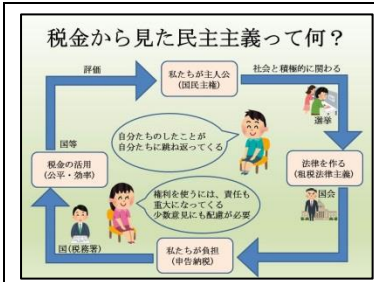 税金から見た民主主義って何？
評価
私たちが主人公
(国民主権)
社会と積極的に関わる
選挙
自分たちのしたことが
自分たちに跳ね返ってくる
国等
税金の活用
(公平・効率)
法律を作る
(租税法律主義)
権利を使うには、責任も
重大になってくる
少数意見にも配慮が必要
国会
国(税務署)
私たちが負担
(申告納税)